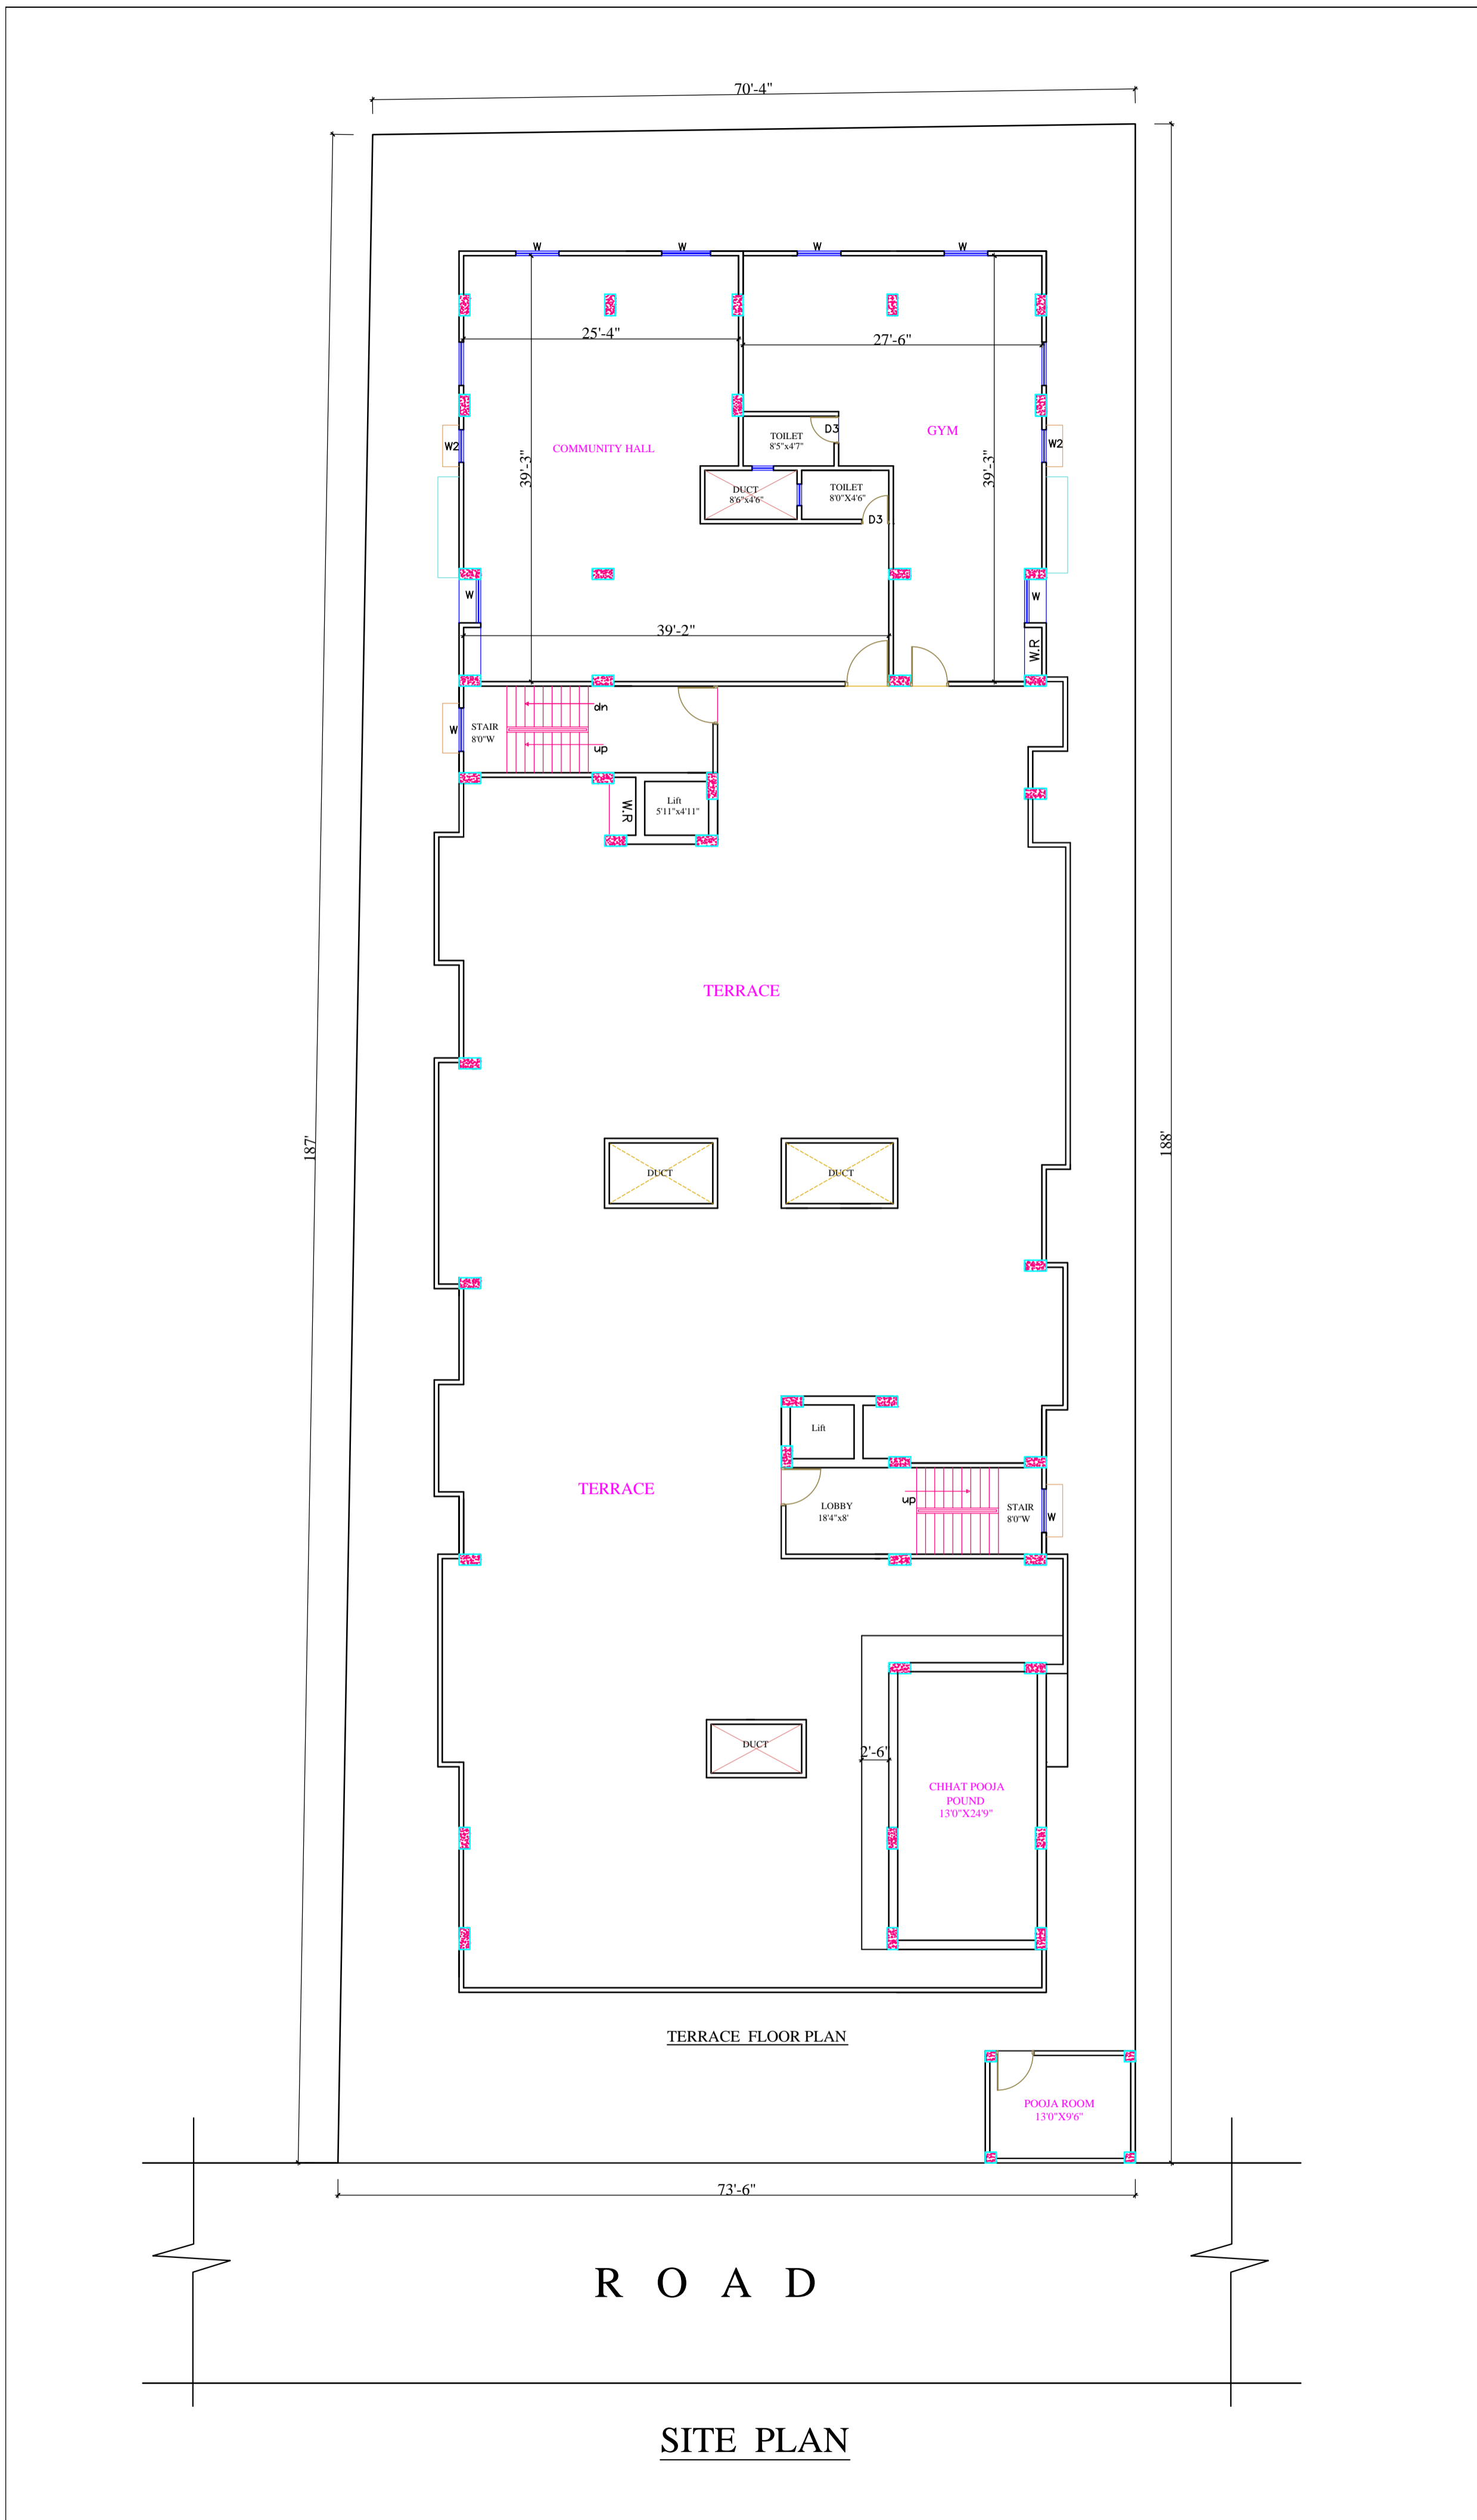 70'-4"
W
W
W
W
25'-4"
27'-6"
TOILET
8'5"x4'7"
D3
GYM
COMMUNITY HALL
W2
W2
39'-3"
39'-3"
DUCT
8'6"x4'6"
TOILET
8'0"X4'6"
D3
W
W
39'-2"
W.R
STAIR
8'0"W
W
dn
up
Lift
5'11"x4'11"
W.R
TERRACE
187'
188'
DUCT
DUCT
Lift
TERRACE
LOBBY
18'4"x8'
up
STAIR
8'0"W
W
DUCT
2'-6"
CHHAT POOJA
POUND
13'0"X24'9"
TERRACE FLOOR PLAN
POOJA ROOM
13'0"X9'6"
73'-6"
R O A D
SITE PLAN